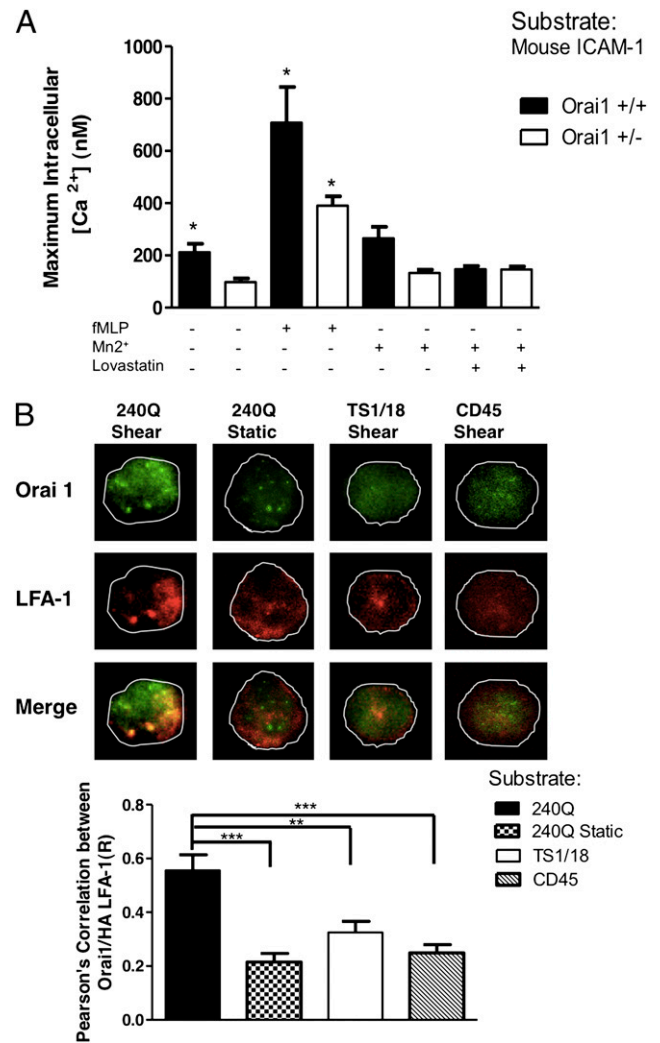 A
Substrate:
Mouse ICAM-1
Orai1 +/+
Orai1 +/-
Maximum Intracellular
[Ca 2+] (nM)
1000
800
600
400
200
0
*
*
*
fMLP - - + + - - - -
Mn2+ - - - - + + + +
Lovastatin - - - - - - + +
B
240Q
Shear
240Q
Static
TS1/18
Shear
CD45
Shear
Orai 1
LFA-1
Merge
Substrate:
240Q
240Q Static
TS1/18
CD45
Pearson's Correlation between
Orai1/HA LFA-1(R)
0.8
0.6
0.4
0.2
0.0
***
**
***